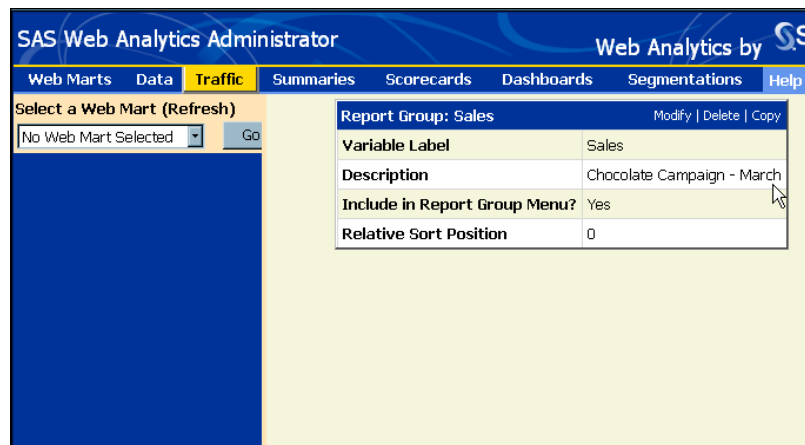 SAS Web Analytics Administrator
Web Analytics by
Web Marts Data Traffic Summaries Scorecards Dashboards Segmentations Help
Select a Web Mart (Refresh)
No Web Mart Selected Go
Report Group: Sales Modify | Delete | Copy
Variable Label Sales
Description Chocolate Campaign - March
Include in Report Group Menu? Yes
Relative Sort Position 0